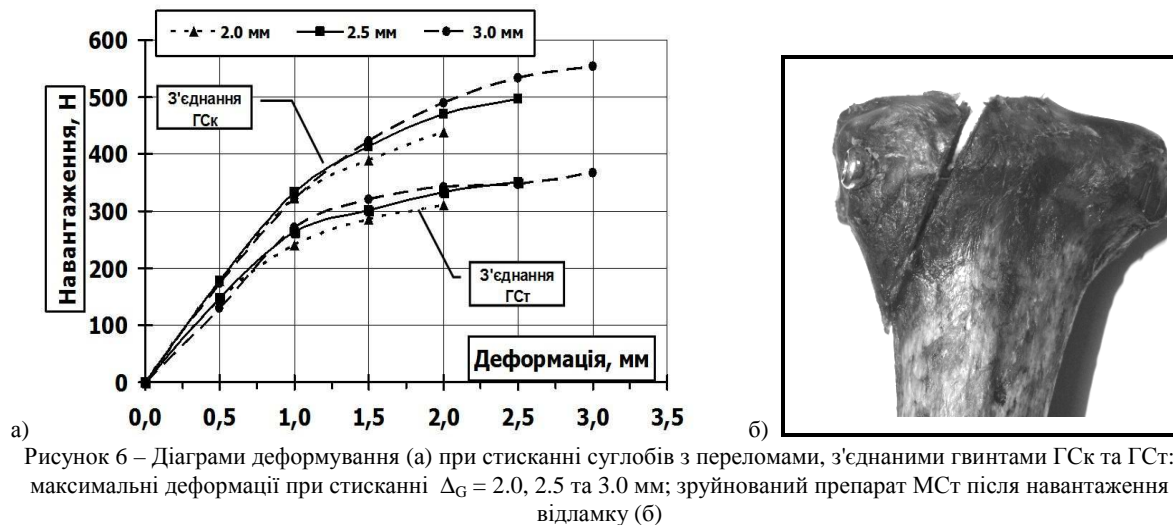 2.0 мм 2.5 мм 3.0 мм
600
500
400
300
200
100
0
Навантаження, Н
З'єднання
ГСк
З'єднання
ГСт
Деформація, мм
0,0 0,5 1,0 1,5 2,0 2,5 3,0 3,5
а)
б)
Рисунок 6 – Діаграми деформування (а) при стисканні суглобів з переломами, з'єднаними гвинтами ГСк та ГСт:
максимальні деформації при стисканні Δ_G = 2.0, 2.5 та 3.0 мм; зруйнований препарат МСт після навантаження
відламку (б)